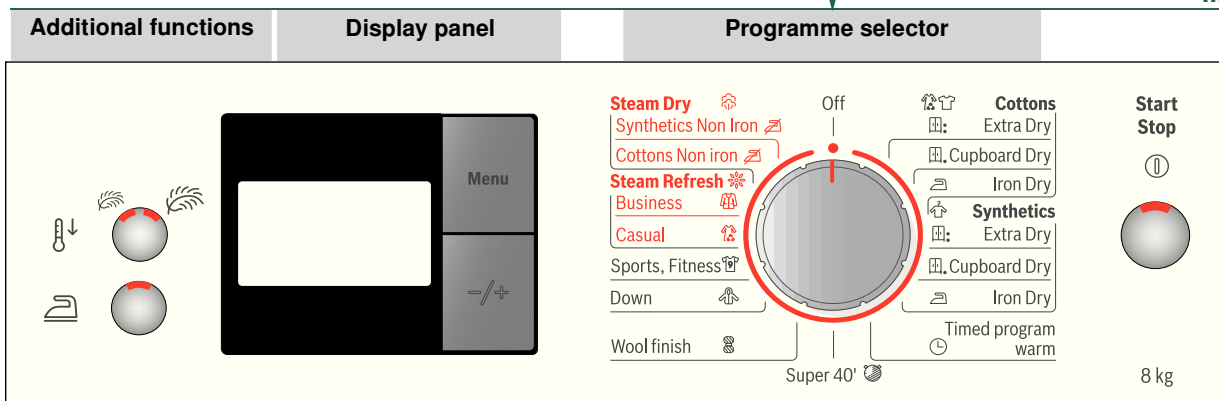 Additional functions
Display panel
Programme selector
Menu
−/+
Steam Dry
Synthetics Non Iron
Cottons Non iron
Steam Refresh
Business
Casual
Sports, Fitness
Down
Wool finish
Off
Super 40'
Cottons
Extra Dry
Cupboard Dry
Iron Dry
Synthetics
Extra Dry
Cupboard Dry
Iron Dry
Timed program
warm
Start
Stop
8 kg